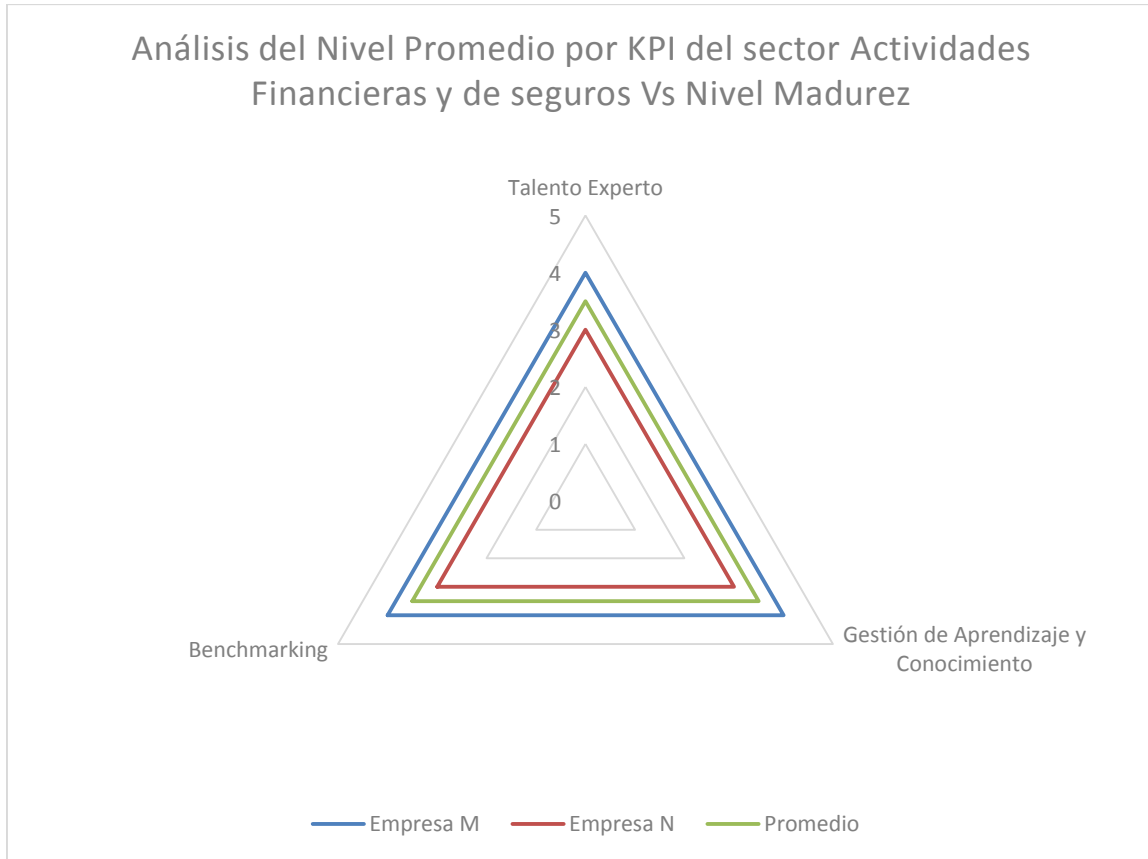 Análisis del Nivel Promedio por KPI del sector Actividades
Financieras y de seguros Vs Nivel Madurez
Talento Experto
5
4
3
2
1
0
Benchmarking
Gestión de Aprendizaje y
Conocimiento
Empresa M
Empresa N
Promedio